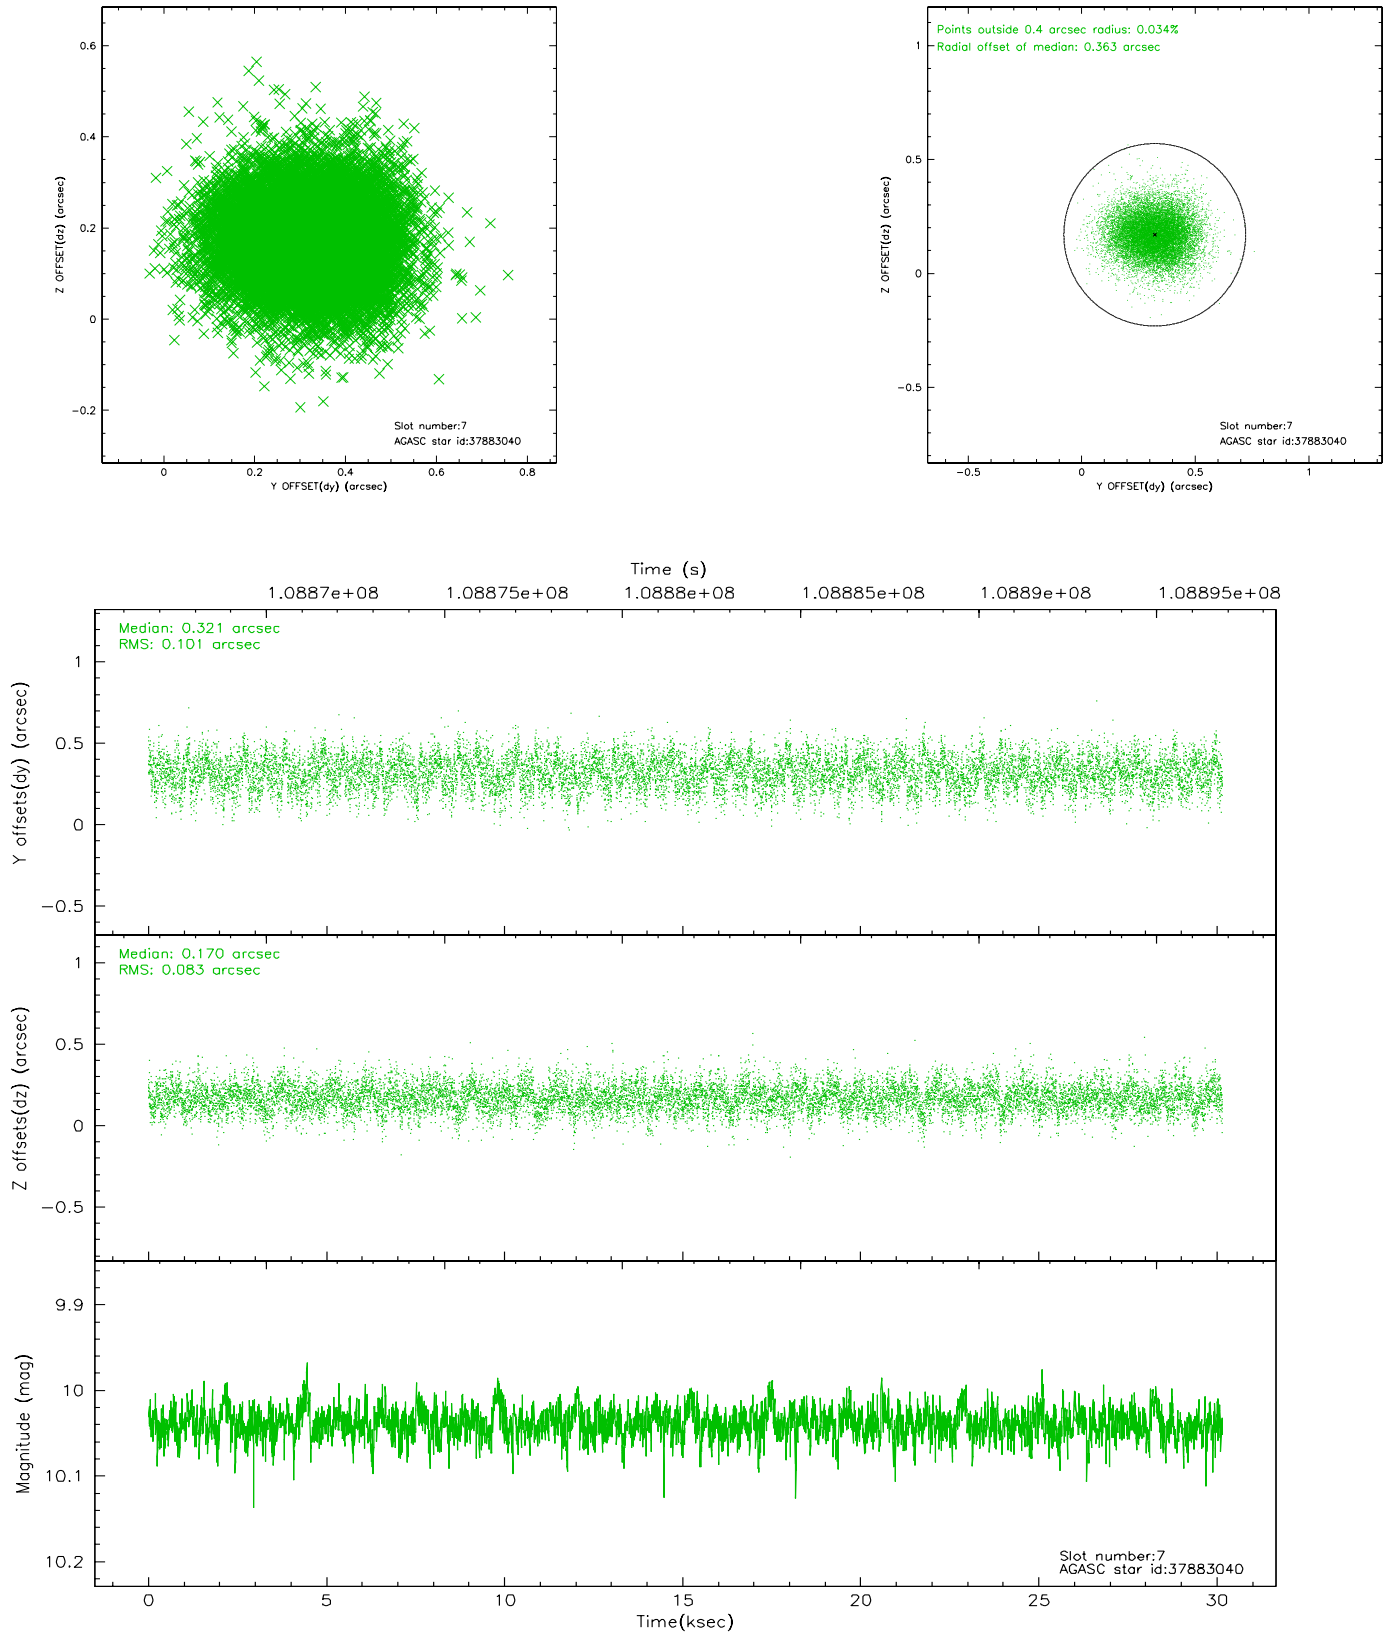 0.6
0.4
0.2
0
−0.2
Z OFFSET(dz) (arcsec)
Slot number:7
AGASC star id:37883040
0 0.2 0.4 0.6 0.8
Y OFFSET(dy) (arcsec)
Points outside 0.4 arcsec radius: 0.034%
Radial offset of median: 0.363 arcsec
1
0.5
0
−0.5
Z OFFSET(dz) (arcsec)
Slot number:7
AGASC star id:37883040
−0.5 0 0.5 1
Y OFFSET(dy) (arcsec)
Time (s)
1.0887e+08 1.08875e+08 1.0888e+08 1.08885e+08 1.0889e+08 1.08895e+08
Median: 0.321 arcsec
RMS: 0.101 arcsec
1
0.5
0
−0.5
Y offsets(dy) (arcsec)
Median: 0.170 arcsec
RMS: 0.083 arcsec
1
0.5
0
−0.5
Z offsets(dz) (arcsec)
9.9
10
10.1
10.2
Magnitude (mag)
Slot number:7
AGASC star id:37883040
0 5 10 15 20 25 30
Time(ksec)